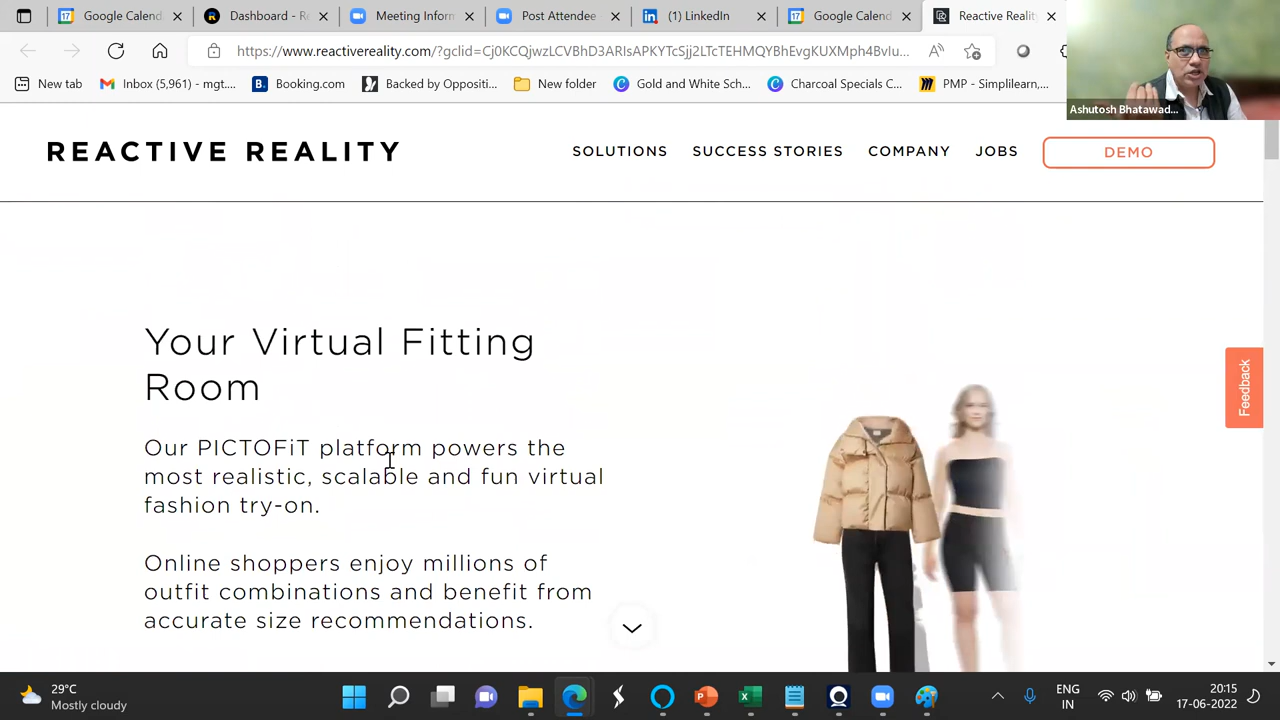 Google Calend
Dashboard - Re
Meeting Inform
Post Attendee
(1) LinkedIn
Google Calend
Reactive Realit
https://www.reactivereality.com/?gclid=Cj0KCQjwzLCVBhD3ARIsAPKYTcSjj2LTcTEHMQYBhEvgKUXMph4Bvlu...
New tab
Inbox (5,961) - mgt...
Booking.com
Backed by Oppositi...
New folder
Gold and White Sch...
Charcoal Specials C...
PMP - Simplilearn,...
Ashutosh Bhatawad...
REACTIVE REALITY
SOLUTIONS
SUCCESS STORIES
COMPANY
JOBS
DEMO
Your Virtual Fitting
Room
Our PICTOFiT platform powers the
most realistic, scalable and fun virtual
fashion try-on.
Online shoppers enjoy millions of
outfit combinations and benefit from
accurate size recommendations.
Feedback
29°C
Mostly cloudy
ENG
IN
20:15
17-06-2022